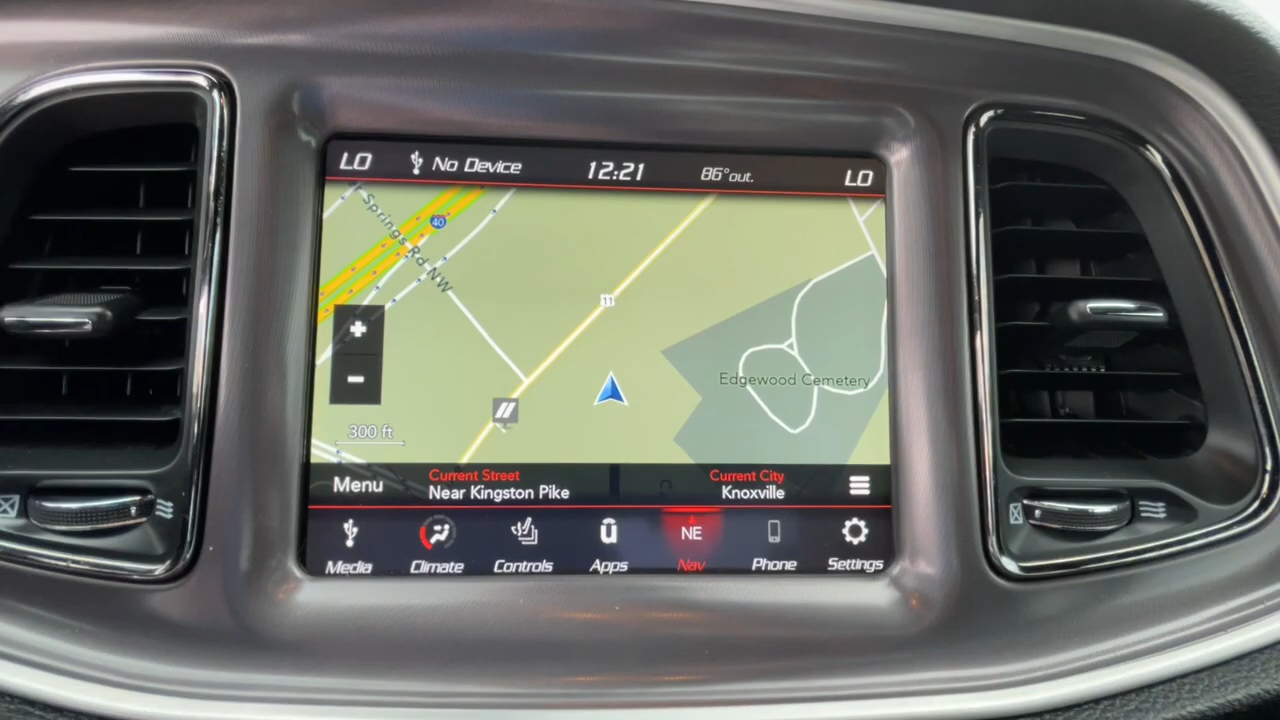 LO No Device 12:21 86°out. LO
Springs Rd NW
40
11
Edgewood Cemetery
+
-
300 ft
Menu
Current Street
Near Kingston Pike
Current City
Knoxville
NE
Media Climate Controls Apps Nav Phone Settings